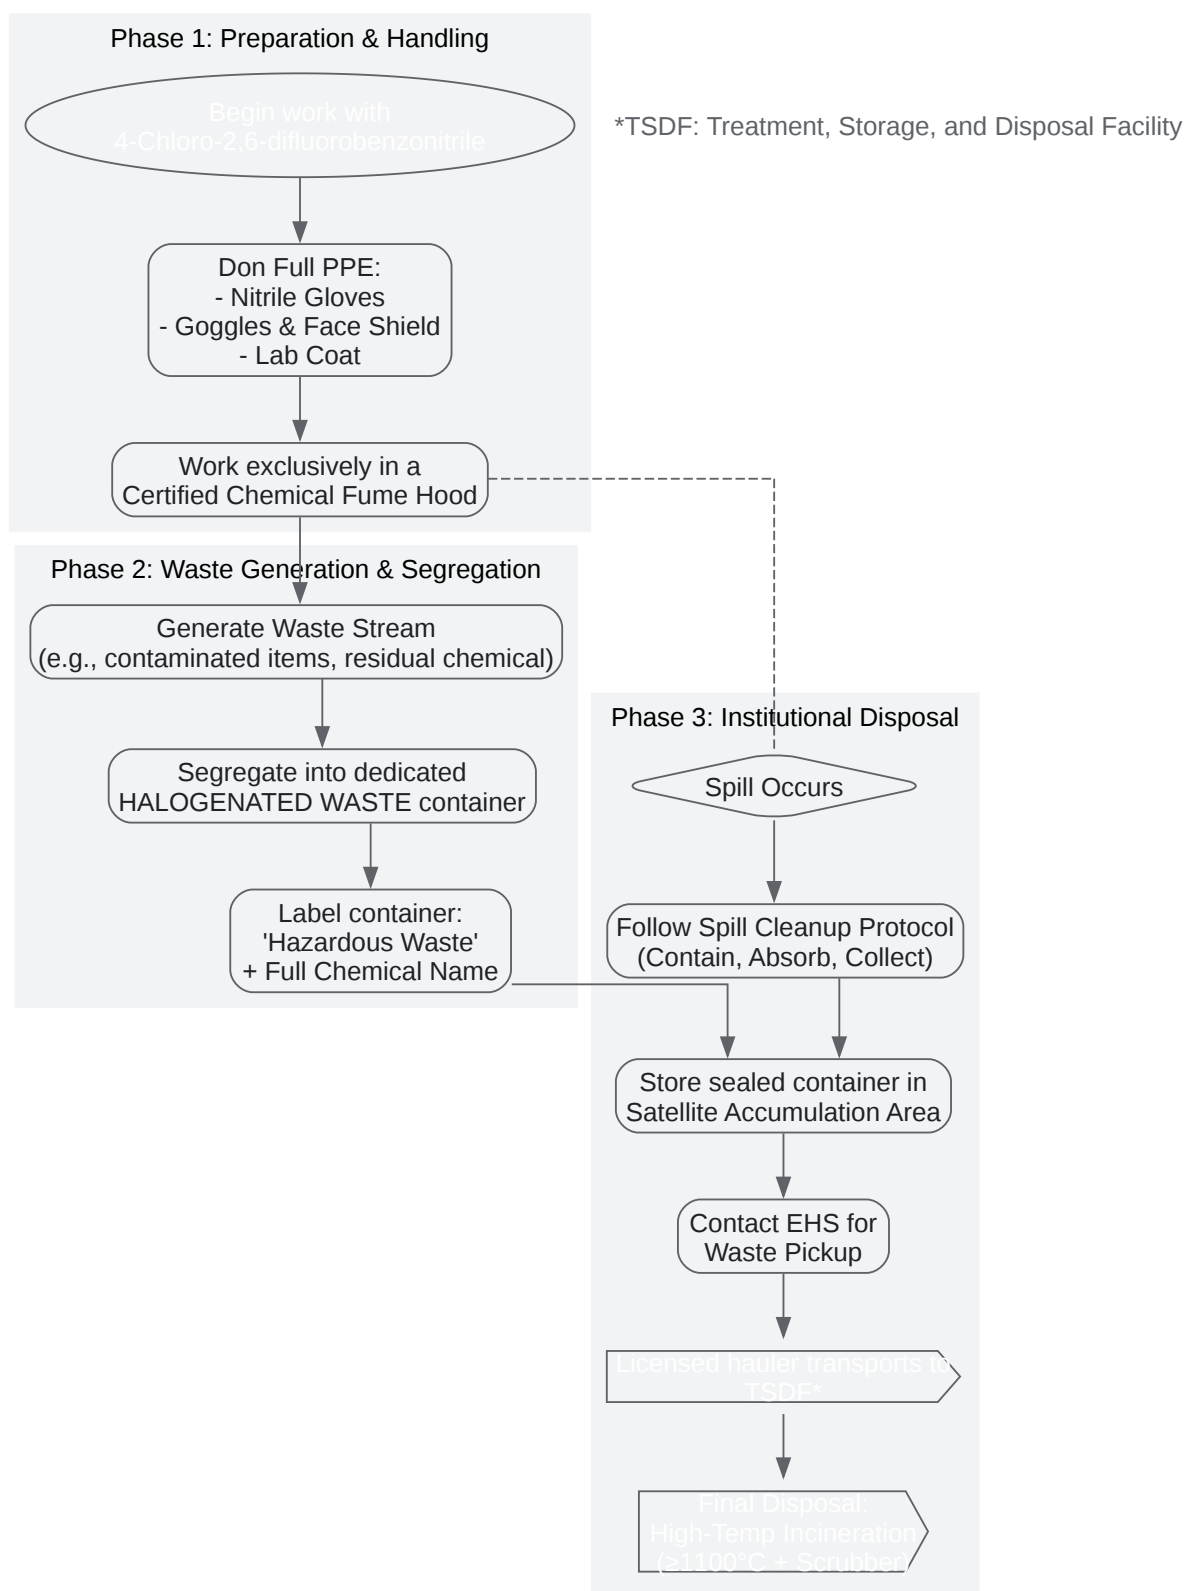 Phase 1: Preparation & Handling
Begin work with
4-Chloro-2,6-difluorobenzonitrile
*TSDF: Treatment, Storage, and Disposal Facility
Don Full PPE:
- Nitrile Gloves
- Goggles & Face Shield
- Lab Coat
Work exclusively in a
Certified Chemical Fume Hood
Phase 2: Waste Generation & Segregation
Generate Waste Stream
(e.g., contaminated items, residual chemical)
Segregate into dedicated
HALOGENATED WASTE container
Label container:
'Hazardous Waste'
+ Full Chemical Name
Phase 3: Institutional Disposal
Spill Occurs
Follow Spill Cleanup Protocol
(Contain, Absorb, Collect)
Store sealed container in
Satellite Accumulation Area
Contact EHS for
Waste Pickup
Licensed hauler transports to
TSDF*
Final Disposal:
High-Temp Incineration
(≥1100°C + Scrubber)